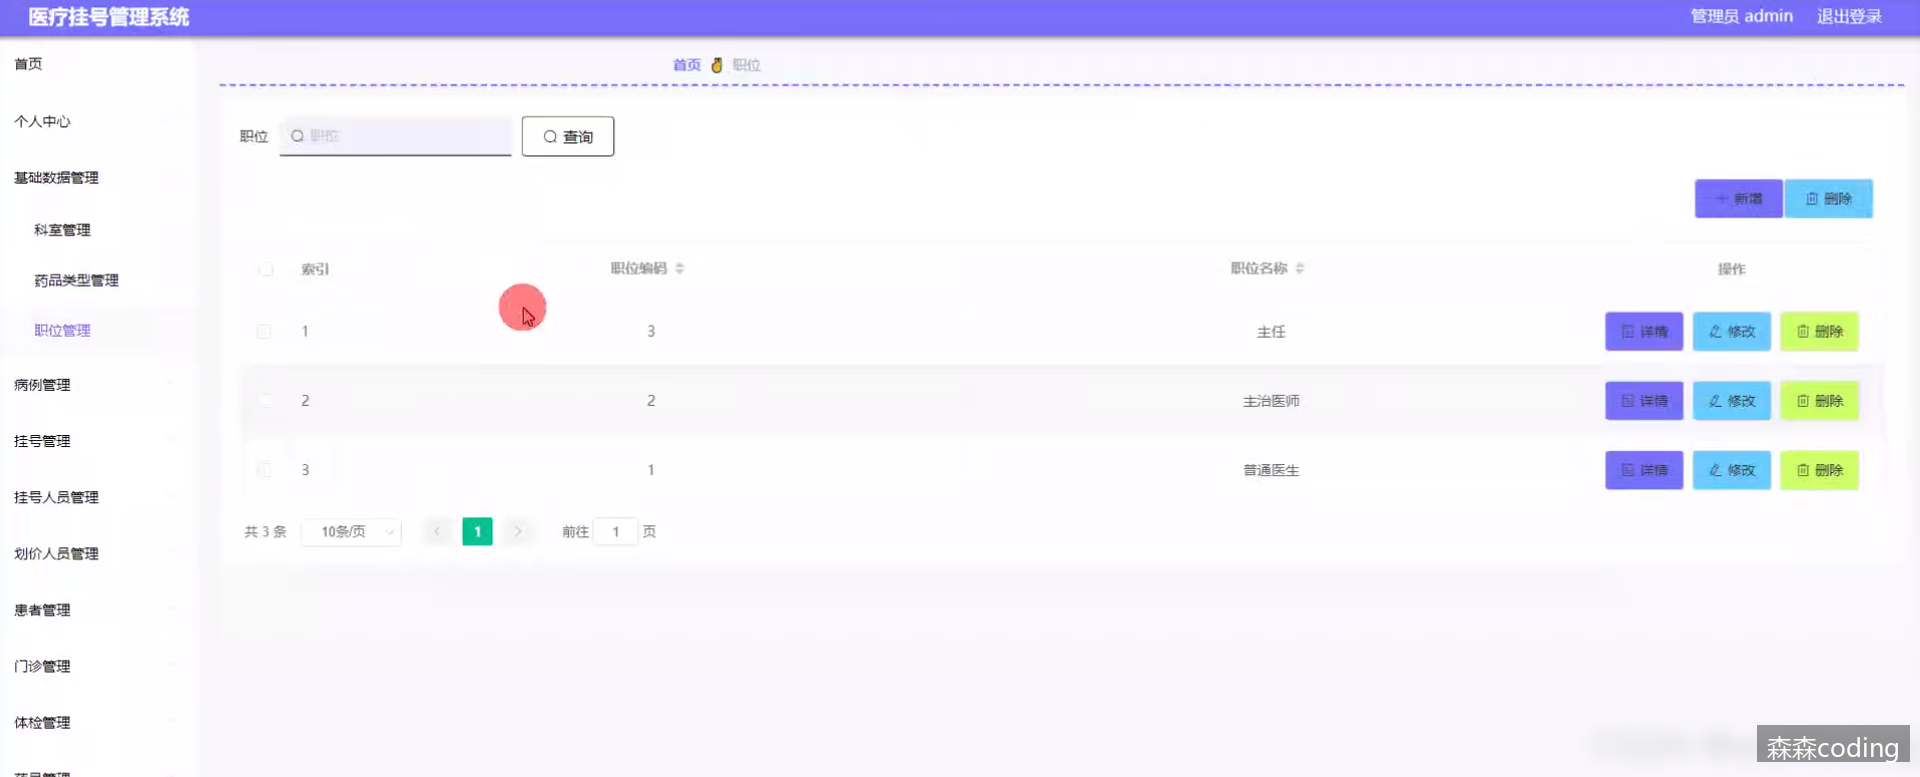 医疗挂号管理系统
管理员 admin
退出登录
首页
个人中心
基础数据管理
科室管理
药品类型管理
职位管理
病例管理
挂号管理
挂号人员管理
划价人员管理
患者管理
门诊管理
体检管理
首页 职位
职位 职位 查询
新增 删除
索引 职位编码 职位名称 操作
1 3 主任 详情 修改 删除
2 2 主治医师 详情 修改 删除
3 1 普通医生 详情 修改 删除
共 3 条 10条/页 1 前往 1 页
森森coding